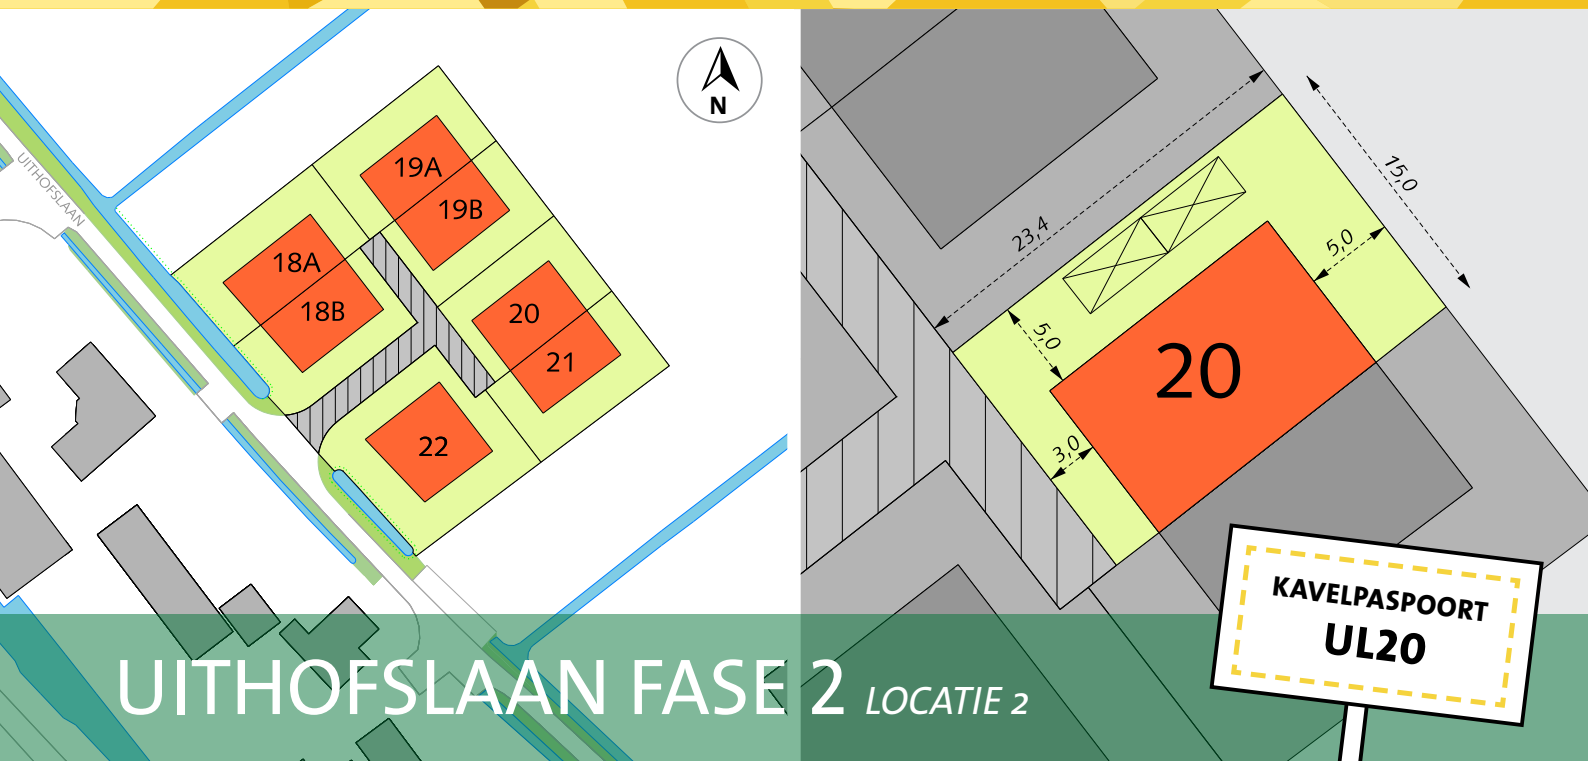 N
UITHOFSLAAN
19A
19B
18A
18B
20
21
22
23,4
15,0
5,0
5,0
3,0
20
KAVELPASPOORT
UL20
UITHOFSLAAN FASE 2 LOCATIE 2